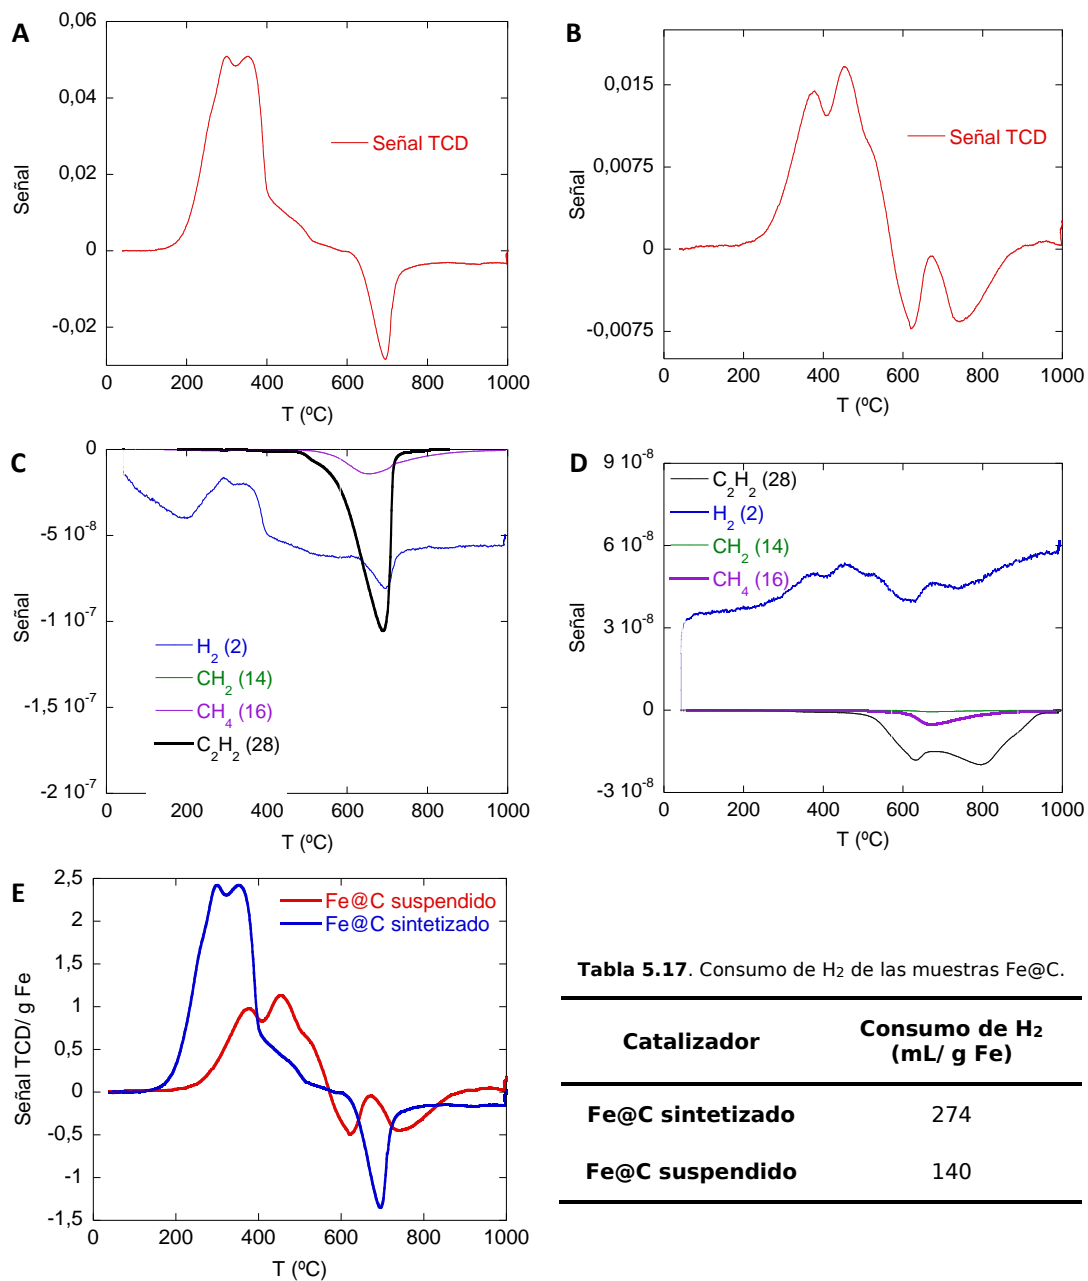 A
0,06
0,04
0,02
0
-0,02
Señal
Señal TCD
0 200 400 600 800 1000
T (ºC)
B
0,015
0,0075
0
-0,0075
Señal
Señal TCD
0 200 400 600 800 1000
T (ºC)
C
0
-5 10⁻⁸
-1 10⁻⁷
-1,5 10⁻⁷
-2 10⁻⁷
Señal
H₂ (2)
CH₂ (14)
CH₄ (16)
C₂H₂ (28)
0 200 400 600 800 1000
T (ºC)
D
9 10⁻⁸
6 10⁻⁸
3 10⁻⁸
0
-3 10⁻⁸
Señal
C₂H₂ (28)
H₂ (2)
CH₂ (14)
CH₄ (16)
0 200 400 600 800 1000
T (ºC)
E
2,5
2
1,5
1
0,5
0
-0,5
-1
-1,5
Señal TCD/ g Fe
Fe@C suspendido
Fe@C sintetizado
0 200 400 600 800 1000
T (ºC)
Tabla 5.17. Consumo de H₂ de las muestras Fe@C.
Catalizador
Consumo de H₂
(mL/ g Fe)
Fe@C sintetizado 274
Fe@C suspendido 140